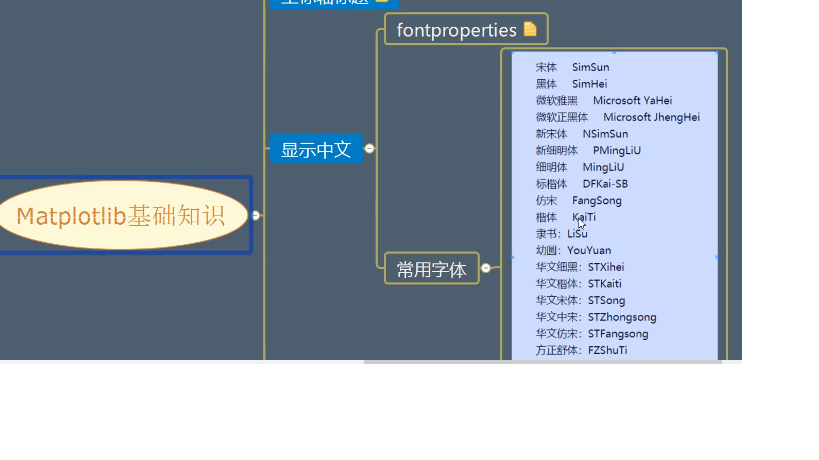 fontproperties
宋体 SimSun
黑体 SimHei
微软雅黑 Microsoft YaHei
微软正黑体 Microsoft JhengHei
新宋体 NSimSun
新细明体 PMingLiU
细明体 MingLiU
标楷体 DFKai-SB
仿宋 FangSong
楷体 KaiTi
隶书：LiSu
幼圆：YouYuan
华文细黑：STXihei
华文楷体：STKaiti
华文宋体：STSong
华文中宋：STZhongsong
华文仿宋：STFangsong
方正舒体：FZShuTi
显示中文
Matplotlib基础知识
常用字体